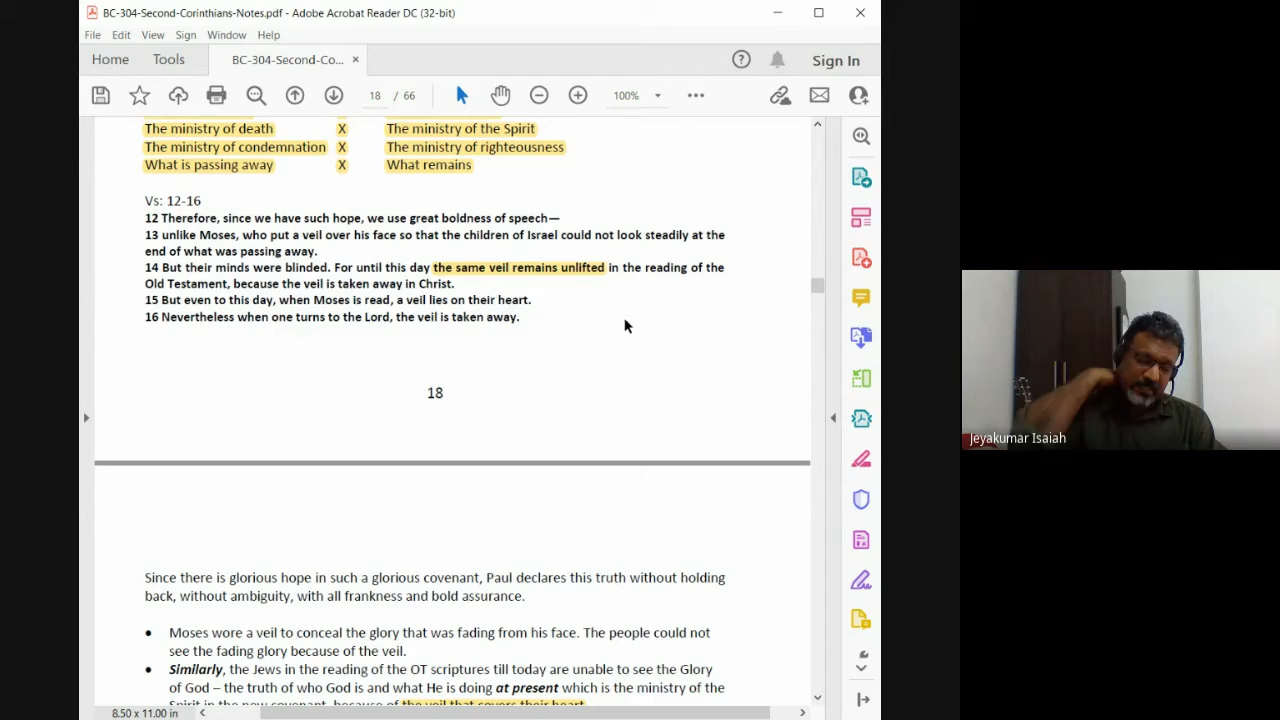 BC-304-Second-Corinthians-Notes.pdf - Adobe Acrobat Reader DC (32-bit)
File Edit View Sign Window Help
Home Tools BC-304-Second-Co... × Sign In
18 / 66 100%
The ministry of death X The ministry of the Spirit
The ministry of condemnation X The ministry of righteousness
What is passing away X What remains
Vs: 12-16
12 Therefore, since we have such hope, we use great boldness of speech—
13 unlike Moses, who put a veil over his face so that the children of Israel could not look steadily at the
end of what was passing away.
14 But their minds were blinded. For until this day the same veil remains unlifted in the reading of the
Old Testament, because the veil is taken away in Christ.
15 But even to this day, when Moses is read, a veil lies on their heart.
16 Nevertheless when one turns to the Lord, the veil is taken away.
18
Since there is glorious hope in such a glorious covenant, Paul declares this truth without holding
back, without ambiguity, with all frankness and bold assurance.
• Moses wore a veil to conceal the glory that was fading from his face. The people could not
see the fading glory because of the veil.
• Similarly, the Jews in the reading of the OT scriptures till today are unable to see the Glory
of God – the truth of who God is and what He is doing at present which is the ministry of the
Spirit in the new covenant, because of the veil that covers their heart.
8.50 x 11.00 in
Jeyakumar Isaiah